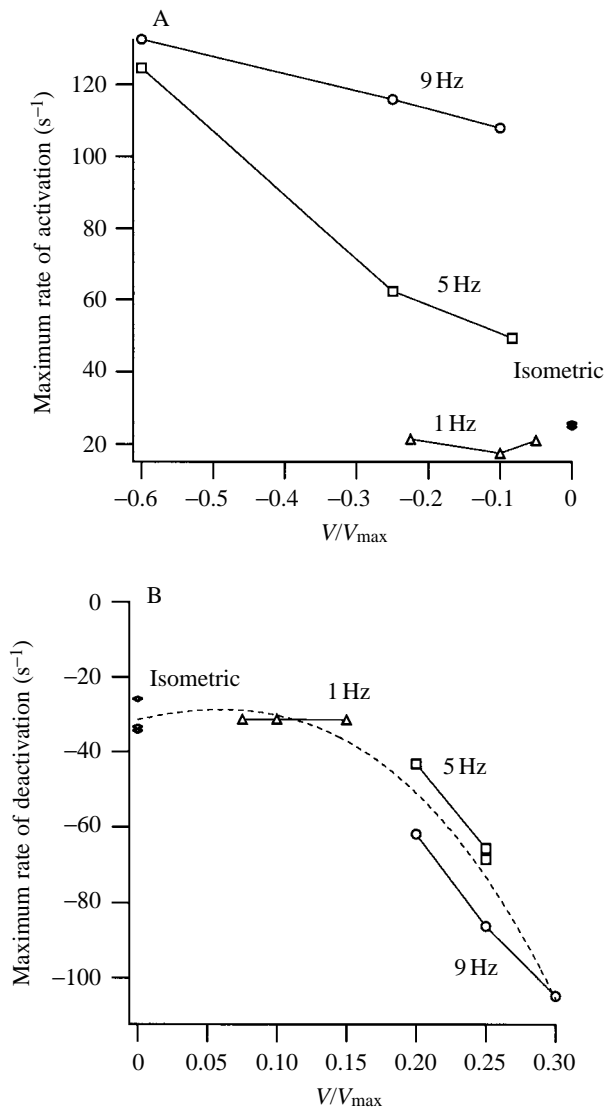 A
Maximum rate of activation (s⁻¹)
120
100
80
60
40
20
9 Hz
5 Hz
Isometric
1 Hz
–0.6 –0.5 –0.4 –0.3 –0.2 –0.1 0
V/Vmax
B
Maximum rate of deactivation (s⁻¹)
0
–20
–40
–60
–80
–100
Isometric
1 Hz
5 Hz
9 Hz
0 0.05 0.10 0.15 0.20 0.25 0.30
V/Vmax